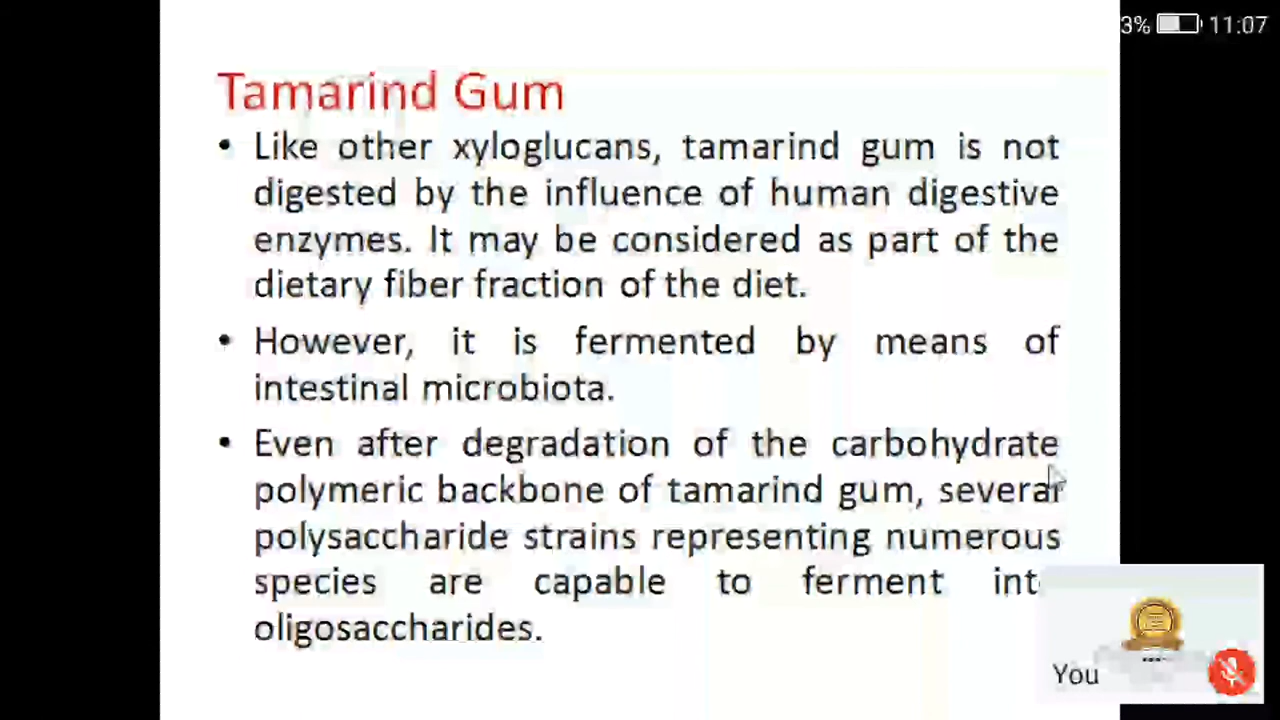 3% 11:07
Tamarind Gum
• Like other xyloglucans, tamarind gum is not
digested by the influence of human digestive
enzymes. It may be considered as part of the
dietary fiber fraction of the diet.
• However, it is fermented by means of
intestinal microbiota.
• Even after degradation of the carbohydrate
polymeric backbone of tamarind gum, several
polysaccharide strains representing numerous
species are capable to ferment int
oligosaccharides.
You